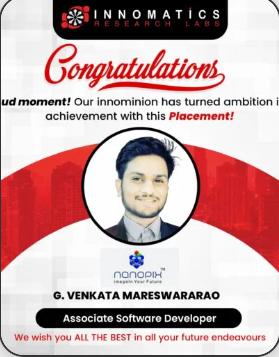 INNOMATICS
RESEARCH LABS
Congratulations
ud moment! Our innominion has turned ambition i
achievement with this Placement!
nanopix
imagein Your Future
G. VENKATA MARESWARARAO
Associate Software Developer
We wish you ALL THE BEST in all your future endeavours